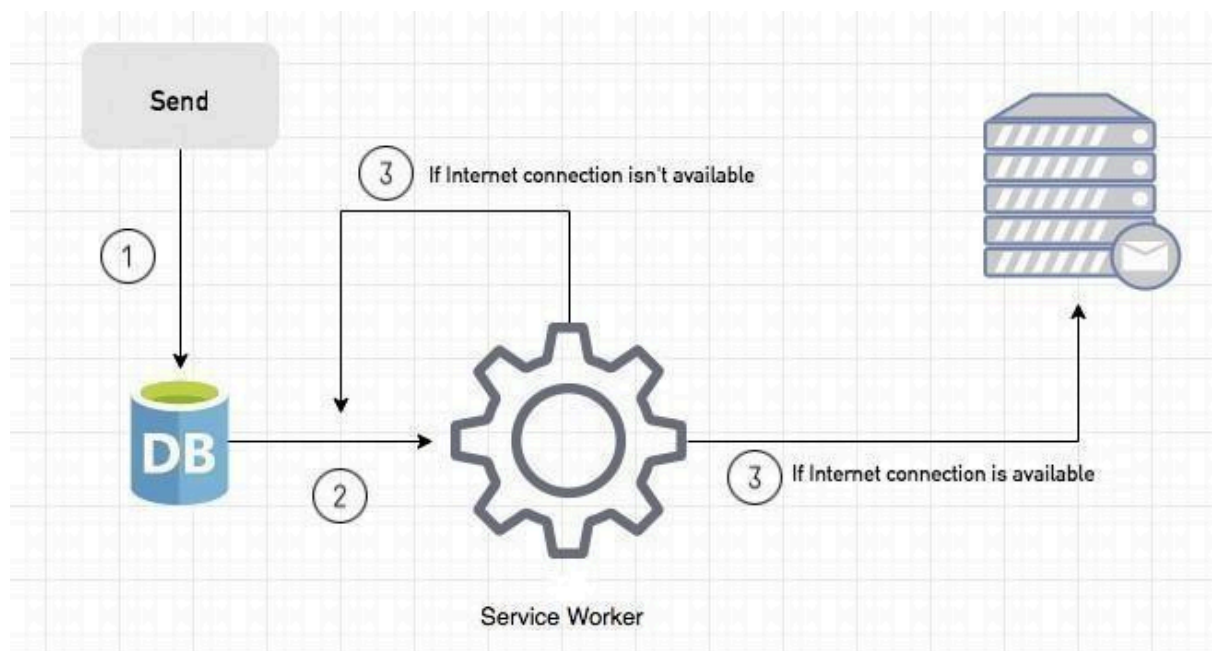 Send
3 If Internet connection isn't available
1
DB
2
3 If Internet connection is available
Service Worker